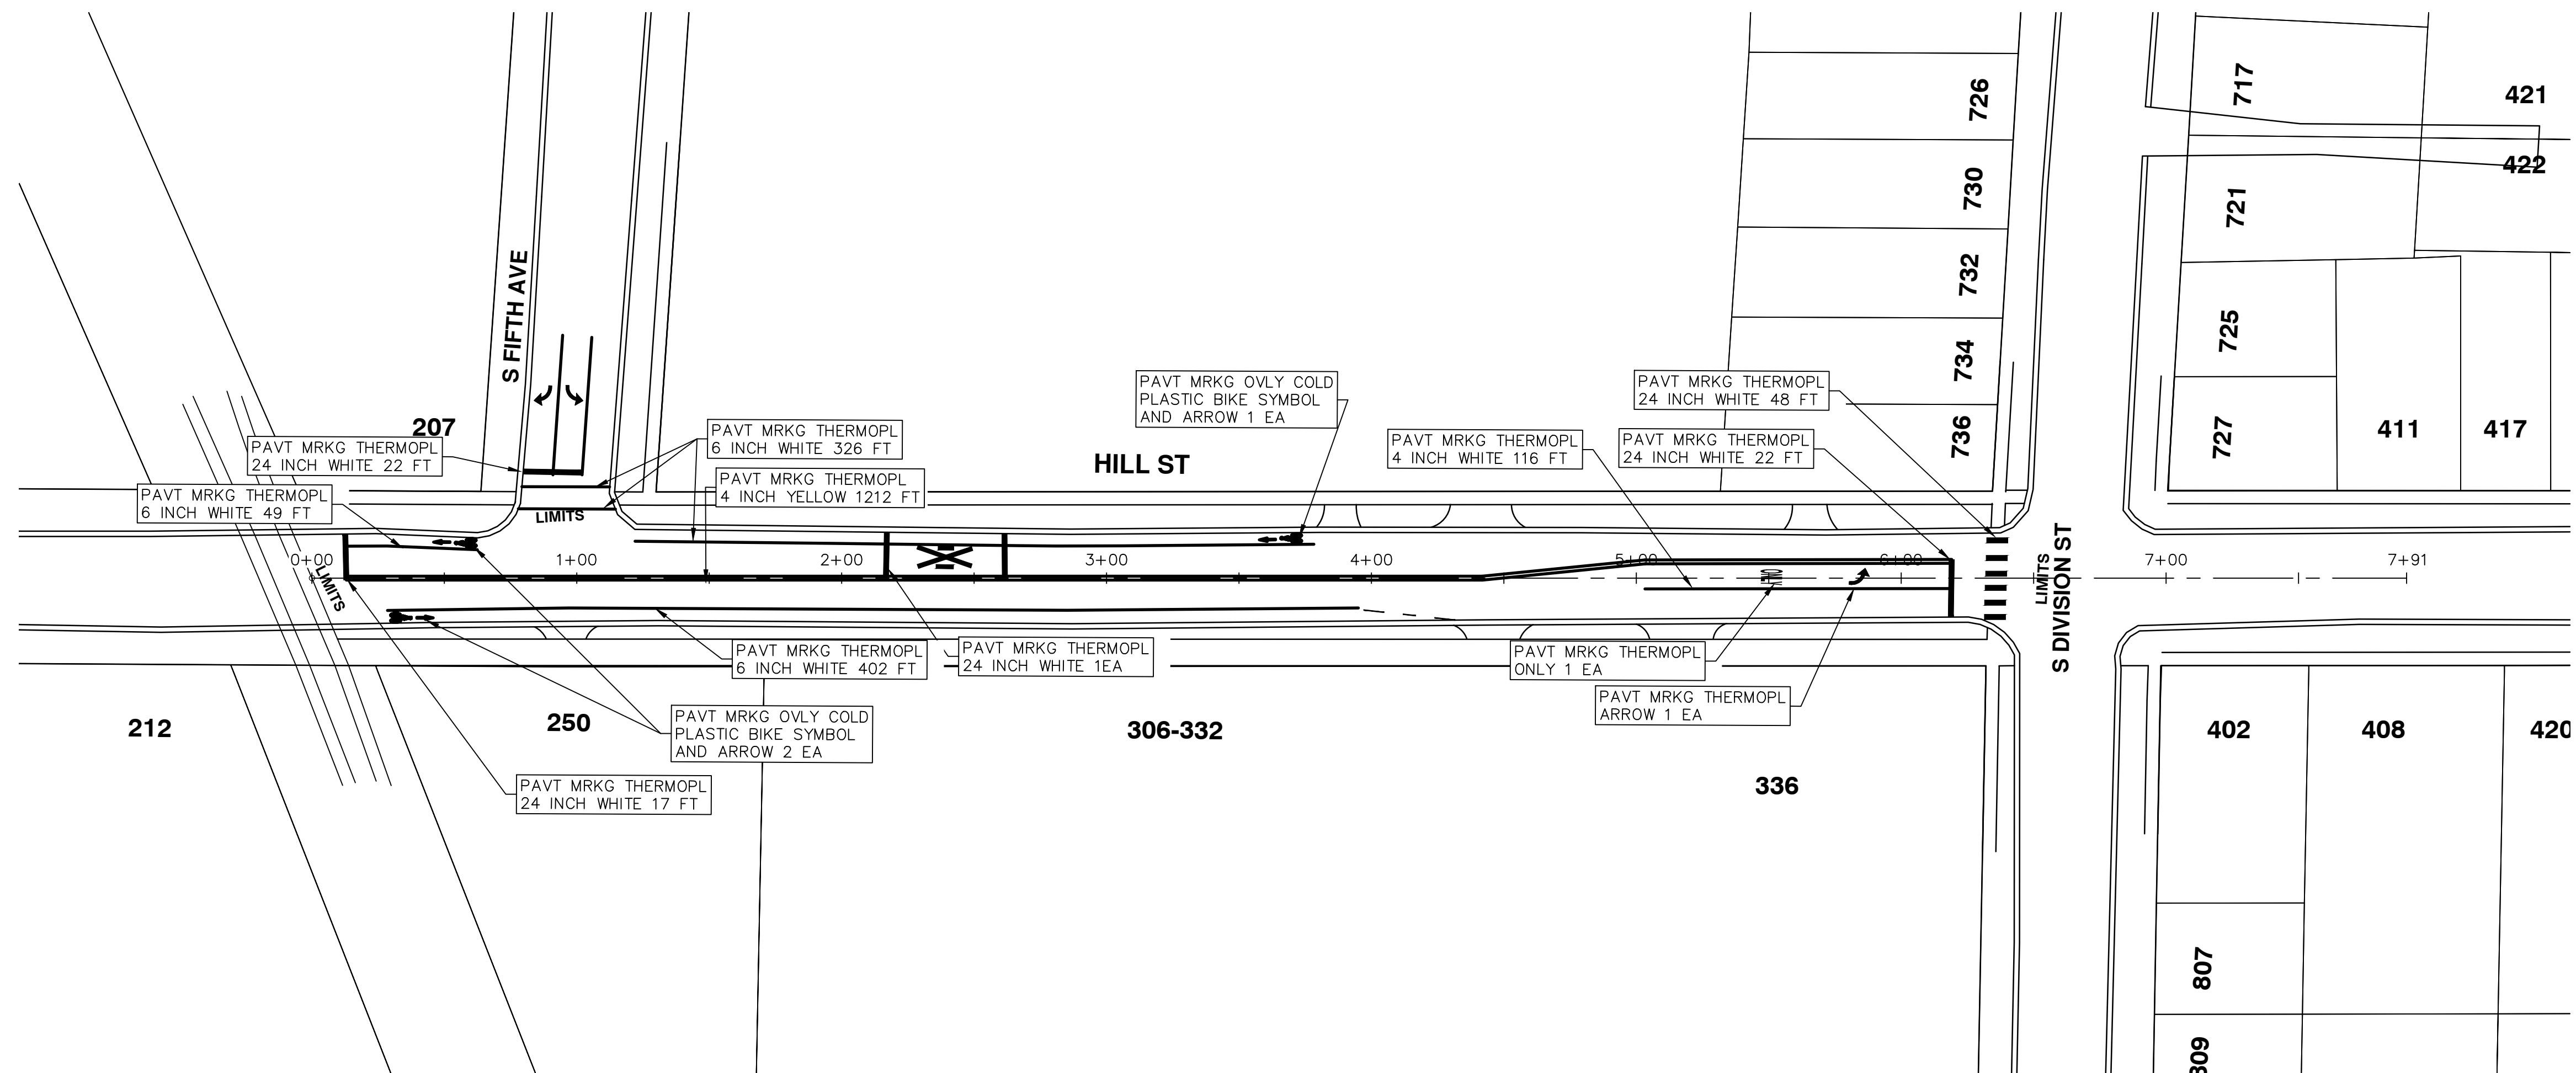 717
421
726
422
730
721
S FIFTH AVE
732
725
734
PAVT MRKG OVLY COLD
PLASTIC BIKE SYMBOL
AND ARROW 1 EA
PAVT MRKG THERMOPL
24 INCH WHITE 48 FT
207
PAVT MRKG THERMOPL
24 INCH WHITE 22 FT
PAVT MRKG THERMOPL
6 INCH WHITE 326 FT
PAVT MRKG THERMOPL
4 INCH WHITE 116 FT
PAVT MRKG THERMOPL
24 INCH WHITE 22 FT
736
727
411
417
HILL ST
PAVT MRKG THERMOPL
4 INCH YELLOW 1212 FT
PAVT MRKG THERMOPL
6 INCH WHITE 49 FT
LIMITS
0+00
1+00
2+00
3+00
4+00
5+00
6+00
7+00
7+91
LIMITS
ONLY
LIMITS
S DIVISION ST
PAVT MRKG THERMOPL
6 INCH WHITE 402 FT
PAVT MRKG THERMOPL
24 INCH WHITE 1EA
PAVT MRKG THERMOPL
ONLY 1 EA
PAVT MRKG THERMOPL
ARROW 1 EA
212
250
PAVT MRKG OVLY COLD
PLASTIC BIKE SYMBOL
AND ARROW 2 EA
306-332
402
408
420
PAVT MRKG THERMOPL
24 INCH WHITE 17 FT
336
807
809